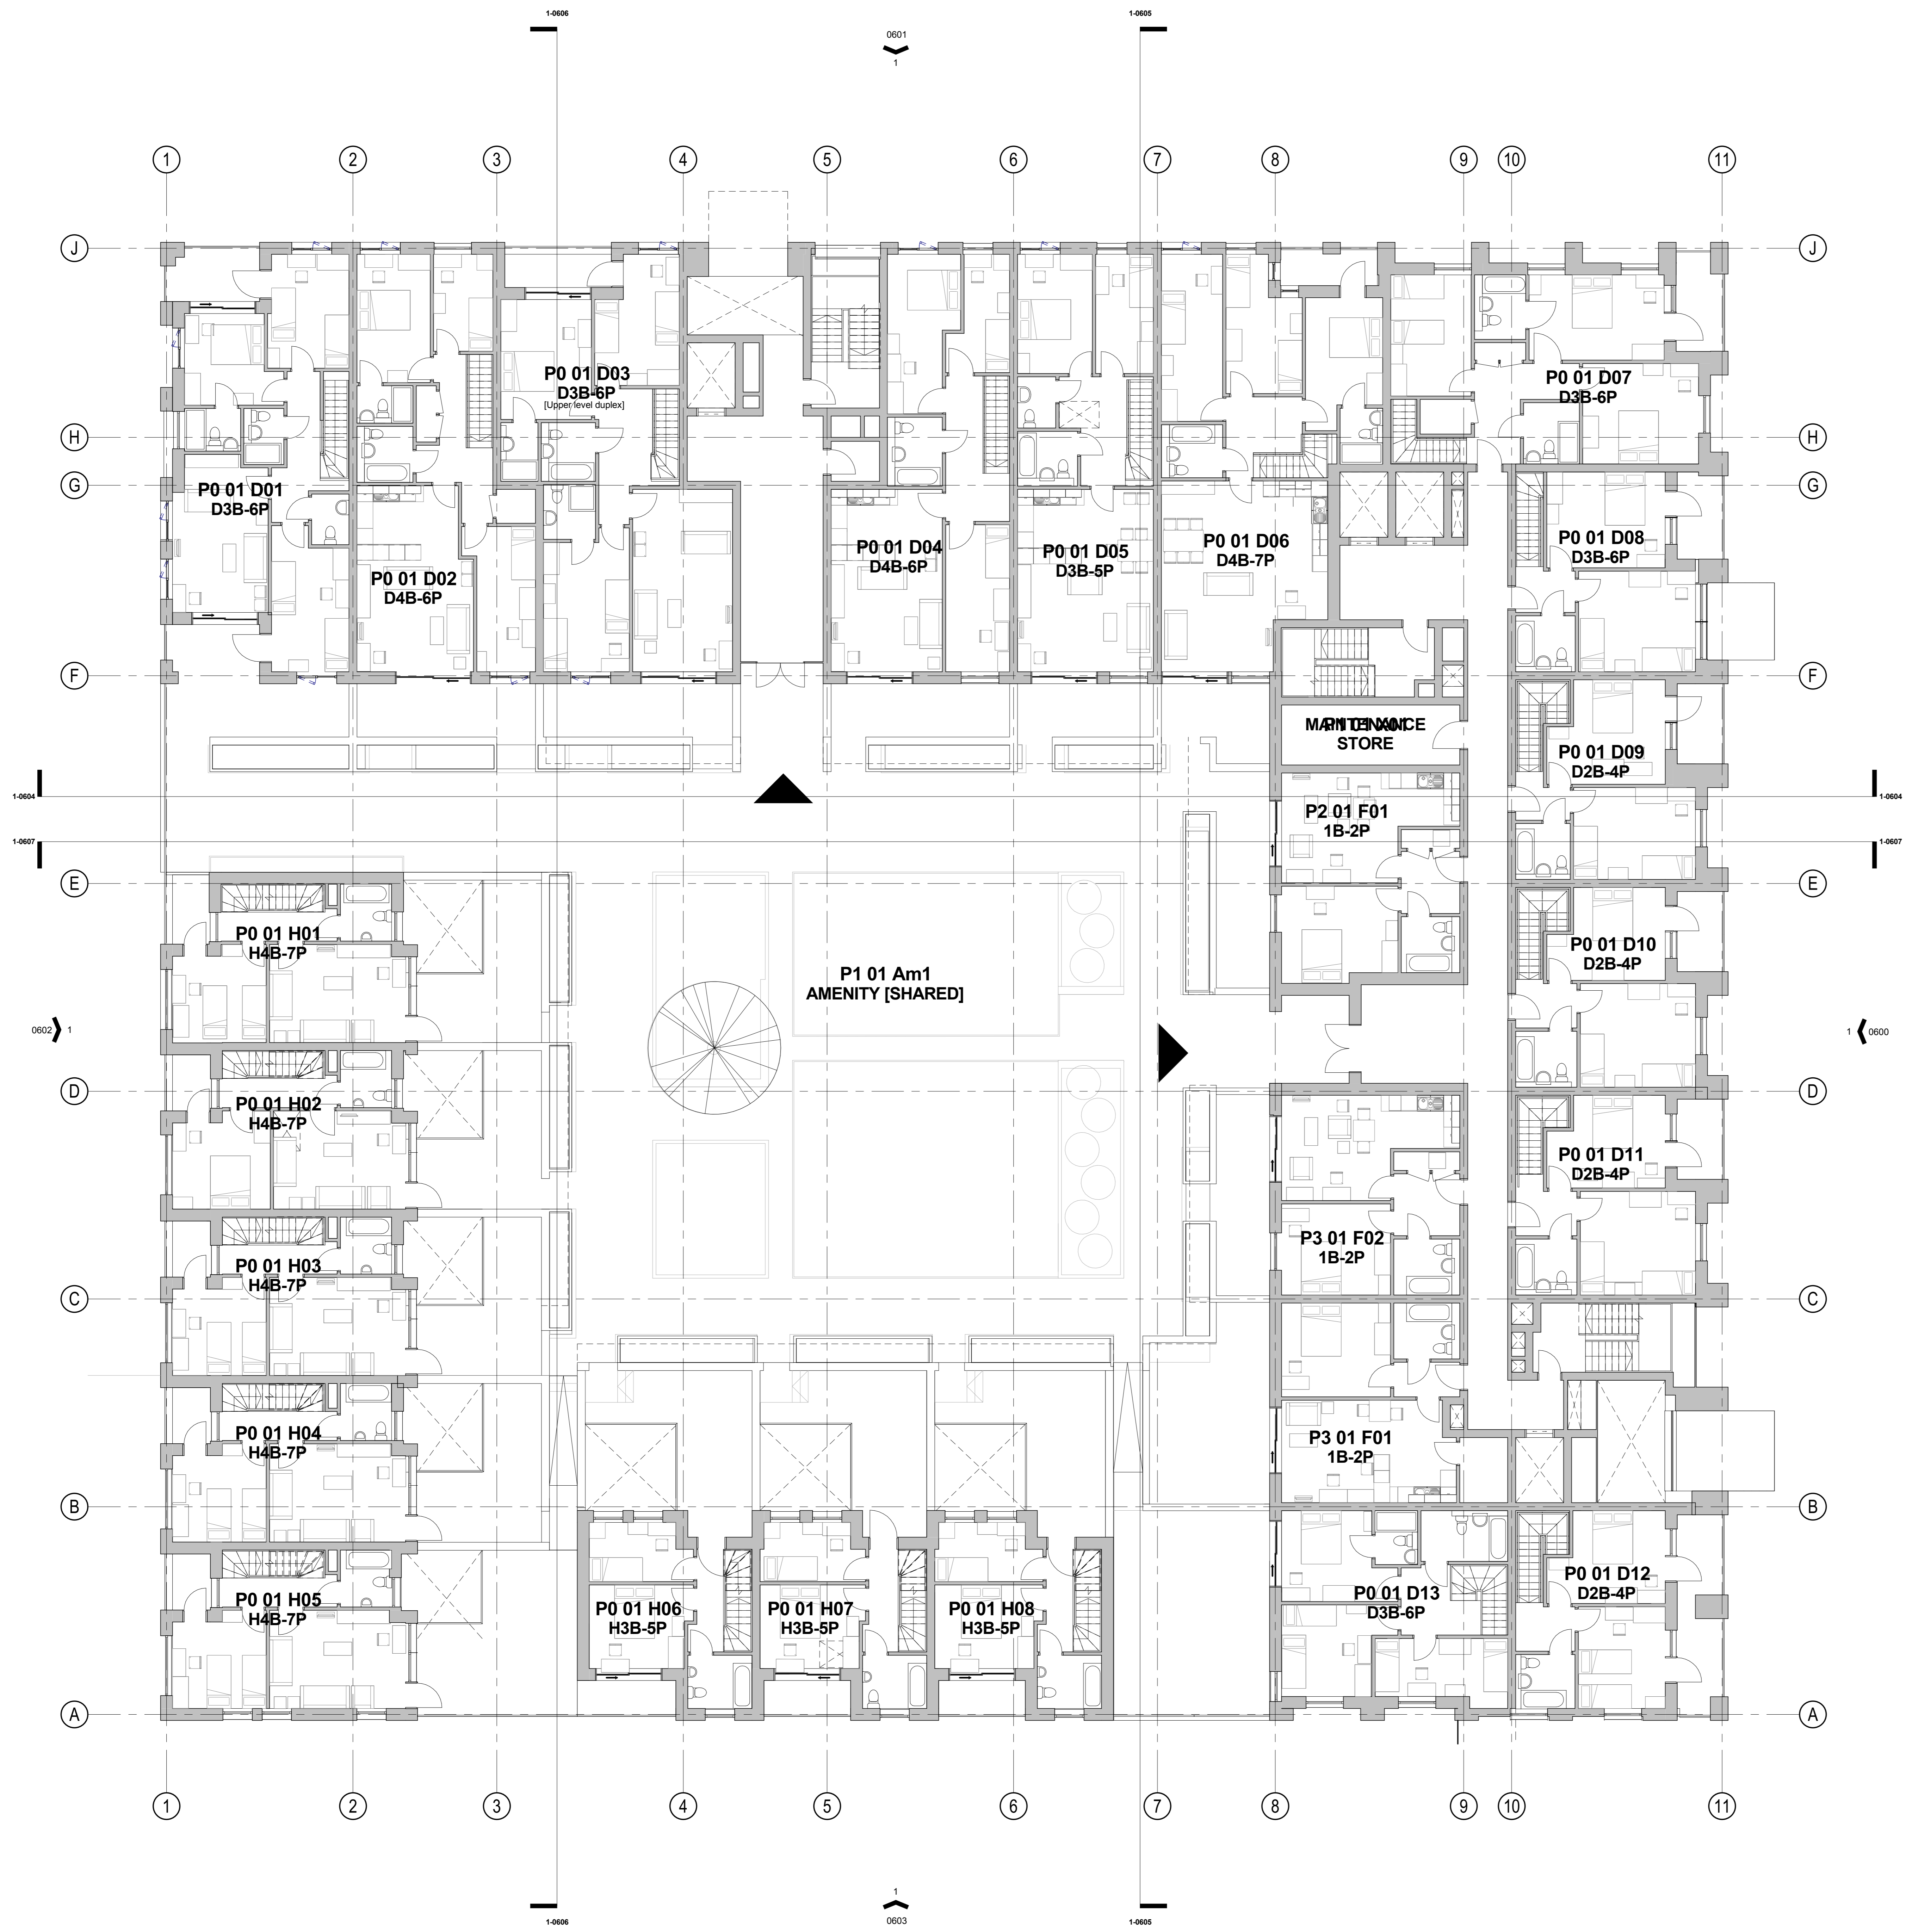 1-0606
1-0605
0601
1
1 2 3 4 5 6 7 8 9 10 11
J J
P0 01 D03
D3B-6P
[Upper level duplex]
P0 01 D07
D3B-6P
H H
G G
P0 01 D01
D3B-6P
P0 01 D02
D4B-6P
P0 01 D04
D4B-6P
P0 01 D05
D3B-5P
P0 01 D06
D4B-7P
P0 01 D08
D3B-6P
F F
MAINTENANCE
P1 01 X01
STORE
P0 01 D09
D2B-4P
1-0604 1-0604
P2 01 F01
1B-2P
1-0607 1-0607
E E
P0 01 H01
H4B-7P
P0 01 D10
D2B-4P
P1 01 Am1
AMENITY [SHARED]
0602 1
1 0600
D D
P0 01 H02
H4B-7P
P0 01 D11
D2B-4P
P0 01 H03
H4B-7P
P3 01 F02
1B-2P
C C
P0 01 H04
H4B-7P
P3 01 F01
1B-2P
B B
P0 01 H05
H4B-7P
P0 01 H06
H3B-5P
P0 01 H07
H3B-5P
P0 01 H08
H3B-5P
P0 01 D13
D3B-6P
P0 01 D12
D2B-4P
A A
1 2 3 4 5 6 7 8 9 10 11
1
0603
1-0606
1-0605